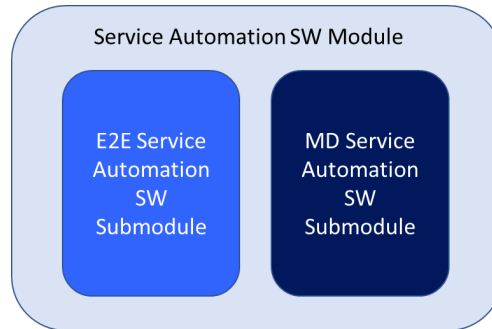 Service Automation SW Module
E2E Service
Automation
SW
Submodule
MD Service
Automation
SW
Submodule